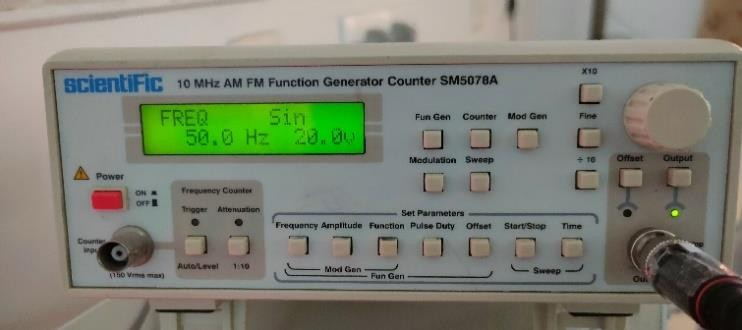 scientiFic 10 MHz AM FM Function Generator Counter SM5078A
X10
FREQ Sin
50.0 Hz 20.0v
Fun Gen Counter Mod Gen Fine
Modulation Sweep ÷ 10
Offset Output
Power
ON
OFF
Frequency Counter
Trigger Attenuation
Auto/Level 1:10
Counter
Input
(150 Vrms max)
Set Parameters
Frequency Amplitude Function Pulse Duty Offset Start/Stop Time
Mod Gen Sweep
Fun Gen